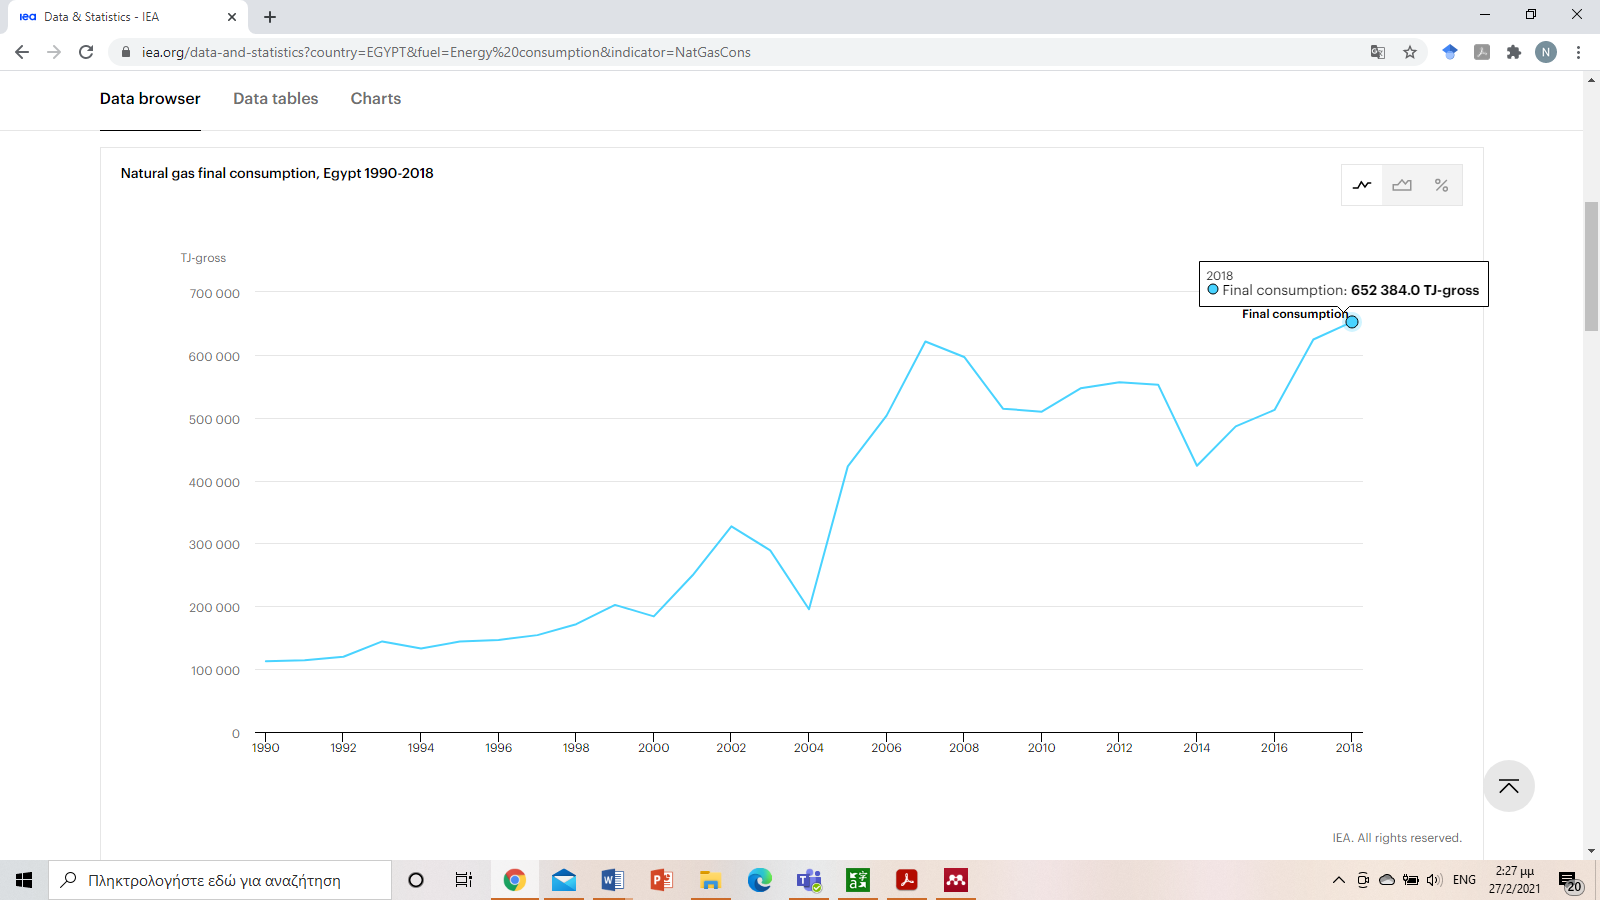 iea Data & Statistics - IEA
iea.org/data-and-statistics?country=EGYPT&fuel=Energy%20consumption&indicator=NatGasCons
N
Data browser Data tables Charts
Natural gas final consumption, Egypt 1990-2018
%
TJ-gross
2018
Final consumption: 652 384.0 TJ-gross
Final consumption
700 000
600 000
500 000
400 000
300 000
200 000
100 000
0
1990 1992 1994 1996 1998 2000 2002 2004 2006 2008 2010 2012 2014 2016 2018
IEA. All rights reserved.
Πληκτρολογήστε εδώ για αναζήτηση
ENG
2:27 μμ
27/2/2021
20